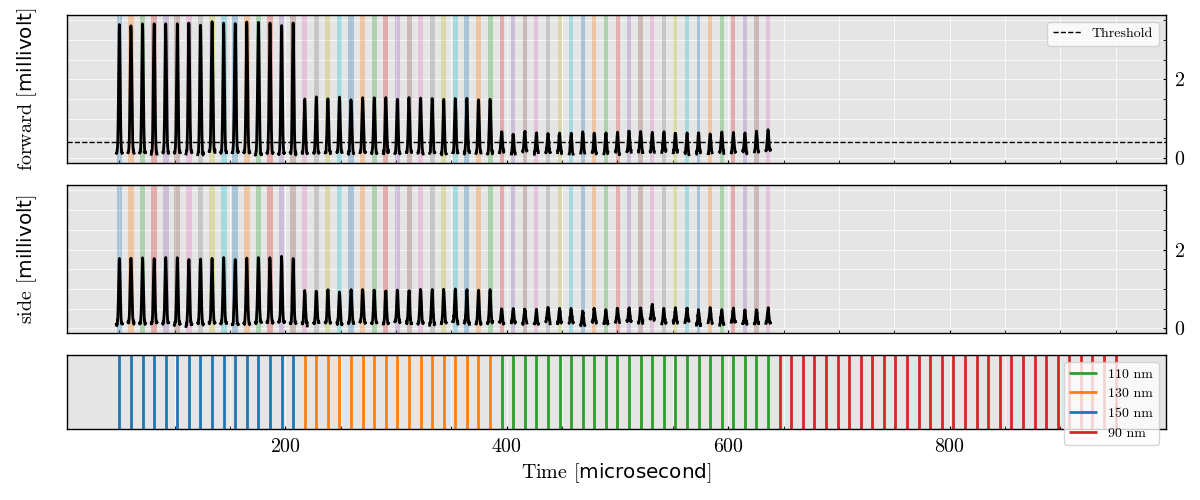 forward [millivolt]
Threshold
2
0
side [millivolt]
2
0
110 nm
130 nm
150 nm
90 nm
200
400
600
800
Time [microsecond]